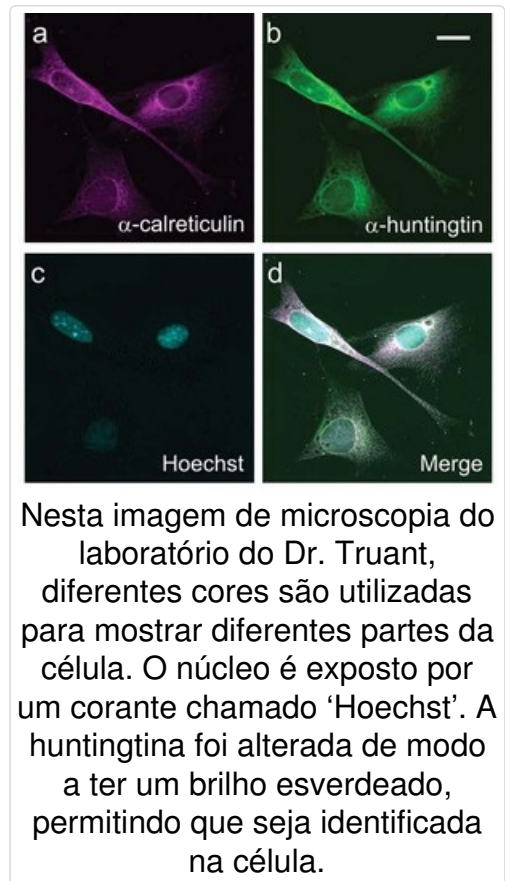 a
b
α-calreticulin
α-huntingtin
c
d
Hoechst
Merge
Nesta imagem de microscopia do
laboratório do Dr. Truant,
diferentes cores são utilizadas
para mostrar diferentes partes da
célula. O núcleo é exposto por
um corante chamado ‘Hoechst’. A
huntingtina foi alterada de modo
a ter um brilho esverdeado,
permitindo que seja identificada
na célula.